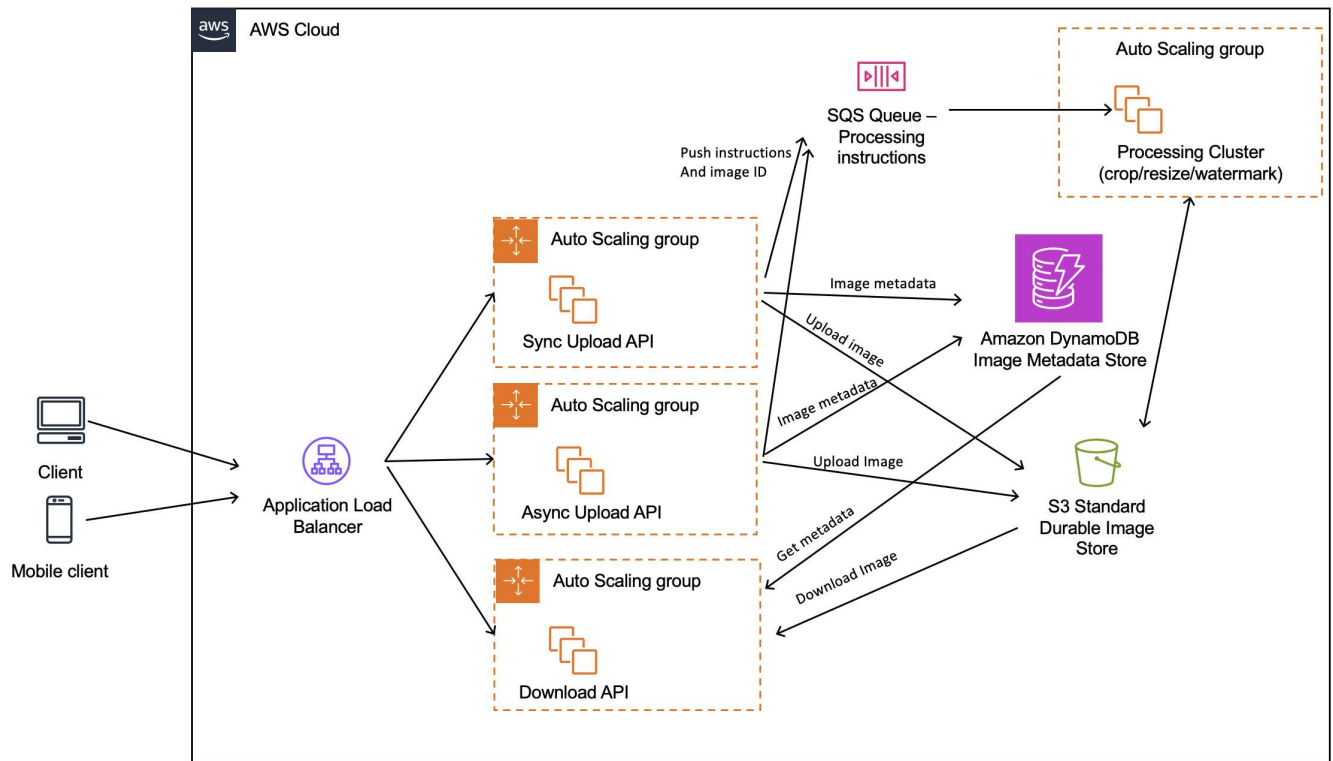 aws
AWS Cloud
Auto Scaling group
SQS Queue –
Processing
instructions
Processing Cluster
(crop/resize/watermark)
Push instructions
And image ID
Auto Scaling group
Sync Upload API
Image metadata
Upload image
Amazon DynamoDB
Image Metadata Store
Auto Scaling group
Image metadata
Async Upload API
Upload Image
Client
Application Load
Balancer
Mobile client
S3 Standard
Durable Image
Store
Get metadata
Download Image
Auto Scaling group
Download API